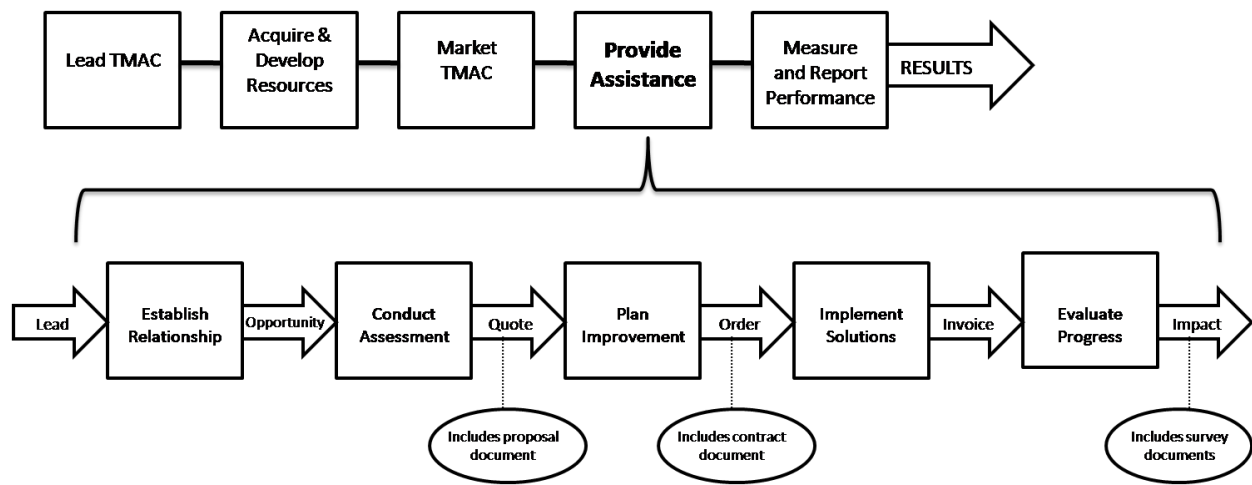 Lead TMAC
Acquire &
Develop
Resources
Market
TMAC
Provide
Assistance
Measure
and Report
Performance
RESULTS
Lead
Establish
Relationship
Opportunity
Conduct
Assessment
Quote
Plan
Improvement
Order
Implement
Solutions
Invoice
Evaluate
Progress
Impact
Includes proposal
document
Includes contract
document
Includes survey
documents